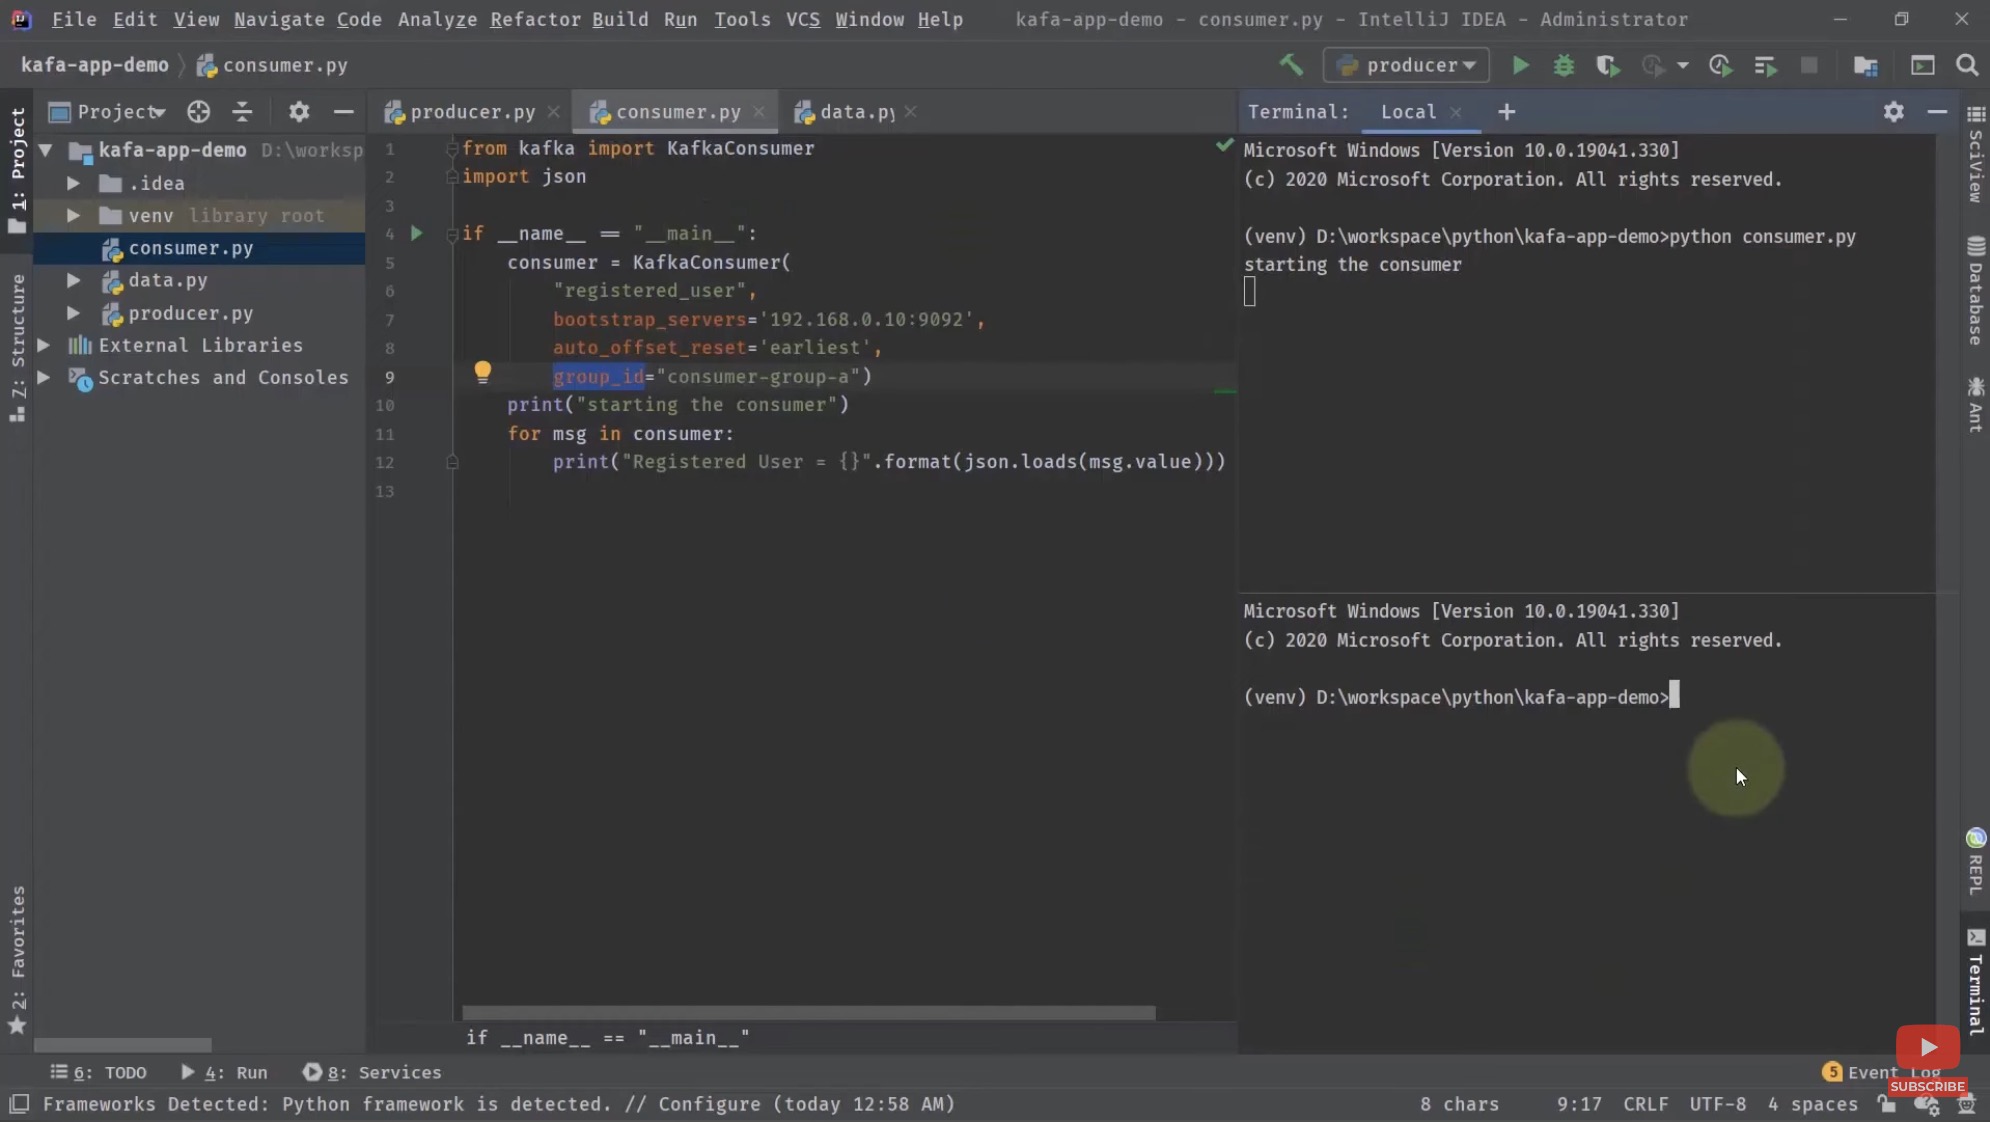 File Edit View Navigate Code Analyze Refactor Build Run Tools VCS Window Help
kafa-app-demo - consumer.py - IntelliJ IDEA - Administrator
kafa-app-demo consumer.py
producer
1: Project
Z: Structure
2: Favorites
Project
kafa-app-demo D:\worksp
.idea
venv library root
consumer.py
data.py
producer.py
External Libraries
Scratches and Consoles
producer.py
consumer.py
data.py
1 from kafka import KafkaConsumer
2 import json
3
4 if __name__ == "__main__":
5 consumer = KafkaConsumer(
6 "registered_user",
7 bootstrap_servers='192.168.0.10:9092',
8 auto_offset_reset='earliest',
9 group_id="consumer-group-a")
10 print("starting the consumer")
11 for msg in consumer:
12 print("Registered User = {}".format(json.loads(msg.value)))
13
if __name__ == "__main__"
Terminal: Local
Microsoft Windows [Version 10.0.19041.330]
(c) 2020 Microsoft Corporation. All rights reserved.
(venv) D:\workspace\python\kafa-app-demo>python consumer.py
starting the consumer
Microsoft Windows [Version 10.0.19041.330]
(c) 2020 Microsoft Corporation. All rights reserved.
(venv) D:\workspace\python\kafa-app-demo>
SciView
Database
Ant
REPL
Terminal
6: TODO 4: Run 8: Services
5 Event Log
SUBSCRIBE
Frameworks Detected: Python framework is detected. // Configure (today 12:58 AM)
8 chars 9:17 CRLF UTF-8 4 spaces